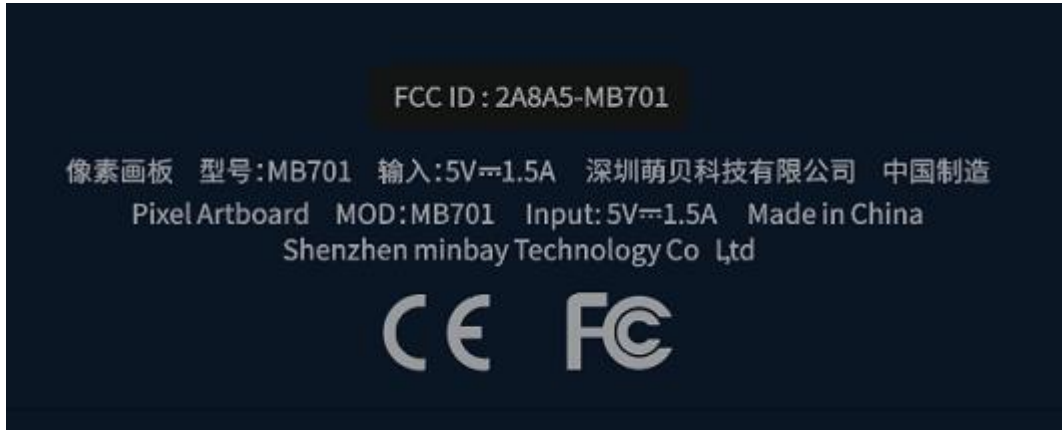 FCC ID : 2A8A5-MB701
像素画板 型号:MB701 输入:5V⎓1.5A 深圳萌贝科技有限公司 中国制造
Pixel Artboard MOD:MB701 Input: 5V⎓1.5A Made in China
Shenzhen minbay Technology Co Ltd
CE FC